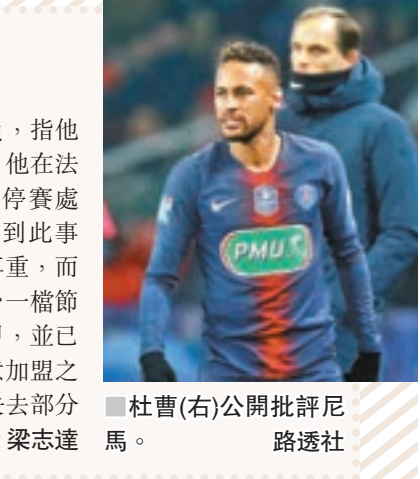 ，指他
他在法
停賽處
到此事
重，而
一檔節
，並已
加盟之
去部分
梁志達
PMU
■杜曹(右)公開批評尼
馬。 路透社